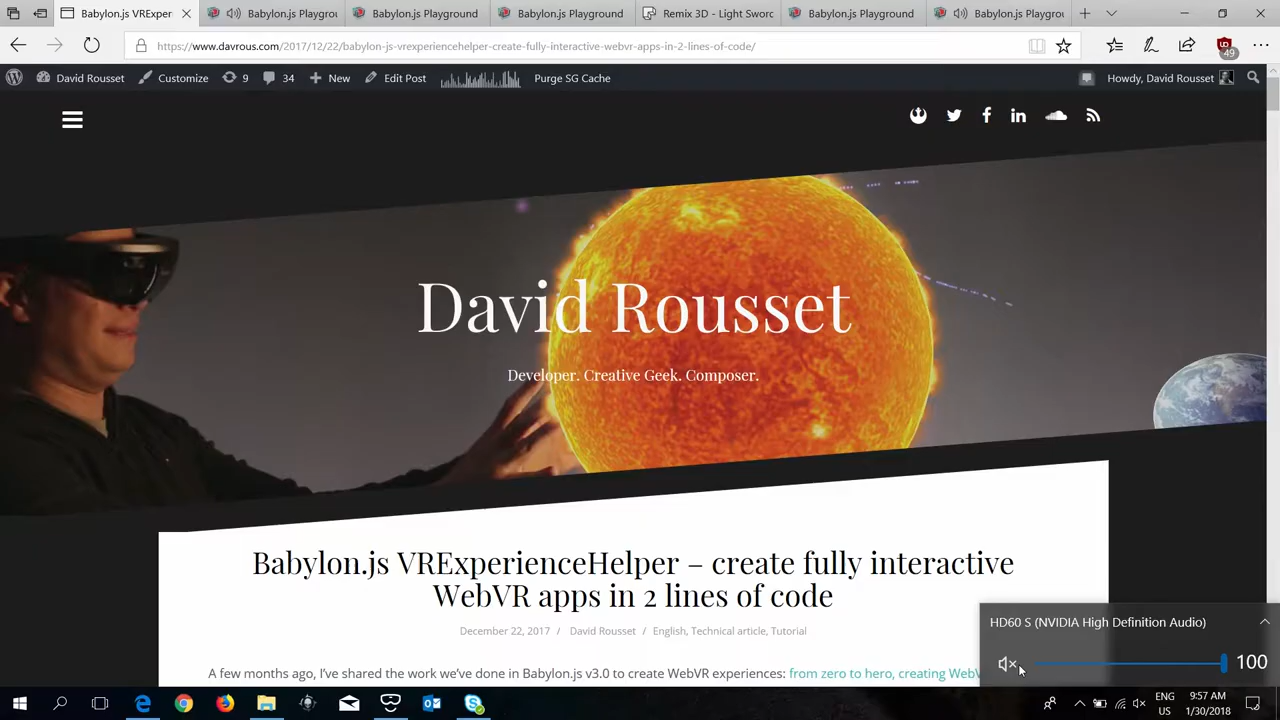 Babylon.js VRExper
Babylon.js Playgrou
Babylon.js Playground
Babylon.js Playground
Remix 3D - Light Sworc
Babylon.js Playground
Babylon.js Playgrou
https://www.davrous.com/2017/12/22/babylon-js-vrexperiencehelper-create-fully-interactive-webvr-apps-in-2-lines-of-code/
49
David Rousset
Customize
9
34
New
Edit Post
Purge SG Cache
Howdy, David Rousset
David Rousset
Developer. Creative Geek. Composer.
Babylon.js VRExperienceHelper – create fully interactive
WebVR apps in 2 lines of code
December 22, 2017 / David Rousset / English, Technical article, Tutorial
A few months ago, I've shared the work we've done in Babylon.js v3.0 to create WebVR experiences: from zero to hero, creating WebV
HD60 S (NVIDIA High Definition Audio)
100
ENG
US
9:57 AM
1/30/2018